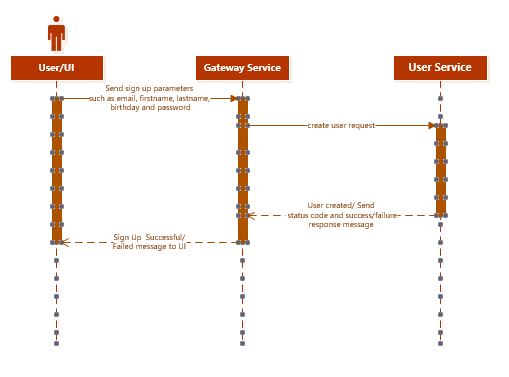 User/UI
Gateway Service
User Service
Send sign up parameters
such as email, firstname, lastname,
birthday and password
create user request
User created/ Send
status code and success/failure
response message
Sign Up Successful/
Failed message to UI